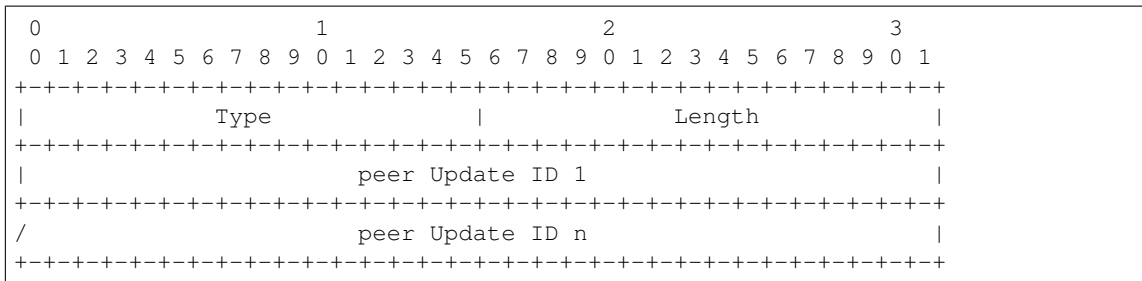 0                   1                   2                   3
 0 1 2 3 4 5 6 7 8 9 0 1 2 3 4 5 6 7 8 9 0 1 2 3 4 5 6 7 8 9 0 1
+-+-+-+-+-+-+-+-+-+-+-+-+-+-+-+-+-+-+-+-+-+-+-+-+-+-+-+-+-+-+-+-+
|             Type              |             Length            |
+-+-+-+-+-+-+-+-+-+-+-+-+-+-+-+-+-+-+-+-+-+-+-+-+-+-+-+-+-+-+-+-+
|                       peer Update ID 1                        |
+-+-+-+-+-+-+-+-+-+-+-+-+-+-+-+-+-+-+-+-+-+-+-+-+-+-+-+-+-+-+-+-+
/                       peer Update ID n                        |
+-+-+-+-+-+-+-+-+-+-+-+-+-+-+-+-+-+-+-+-+-+-+-+-+-+-+-+-+-+-+-+-+